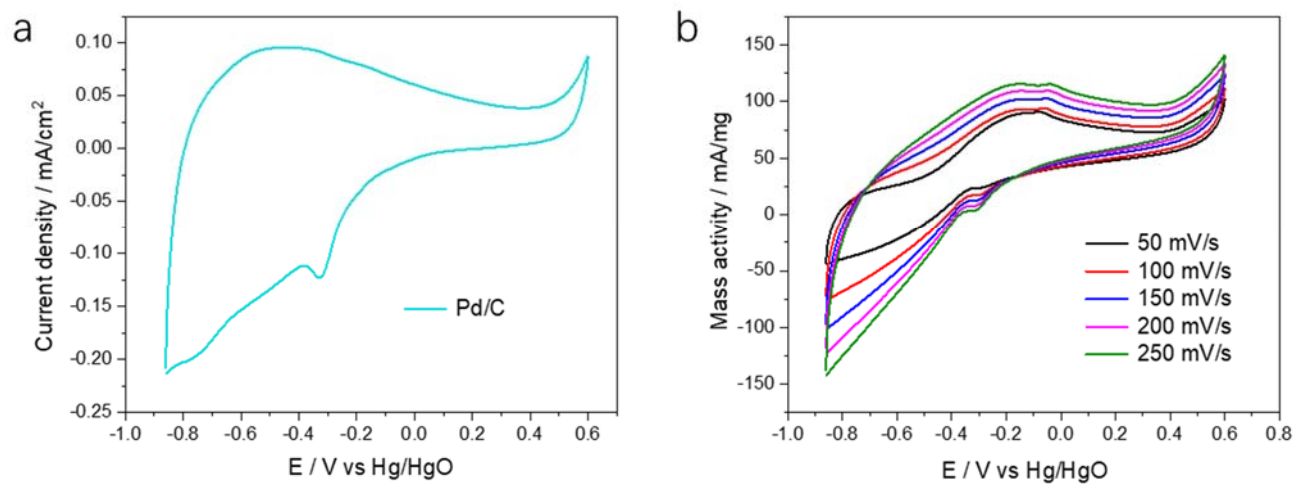 a
Current density / mA/cm²
0.10
0.05
0.00
-0.05
-0.10
-0.15
-0.20
-0.25
Pd/C
-1.0 -0.8 -0.6 -0.4 -0.2 0.0 0.2 0.4 0.6
E / V vs Hg/HgO
b
Mass activity / mA/mg
150
100
50
0
-50
-100
-150
50 mV/s
100 mV/s
150 mV/s
200 mV/s
250 mV/s
-1.0 -0.8 -0.6 -0.4 -0.2 0.0 0.2 0.4 0.6 0.8
E / V vs Hg/HgO